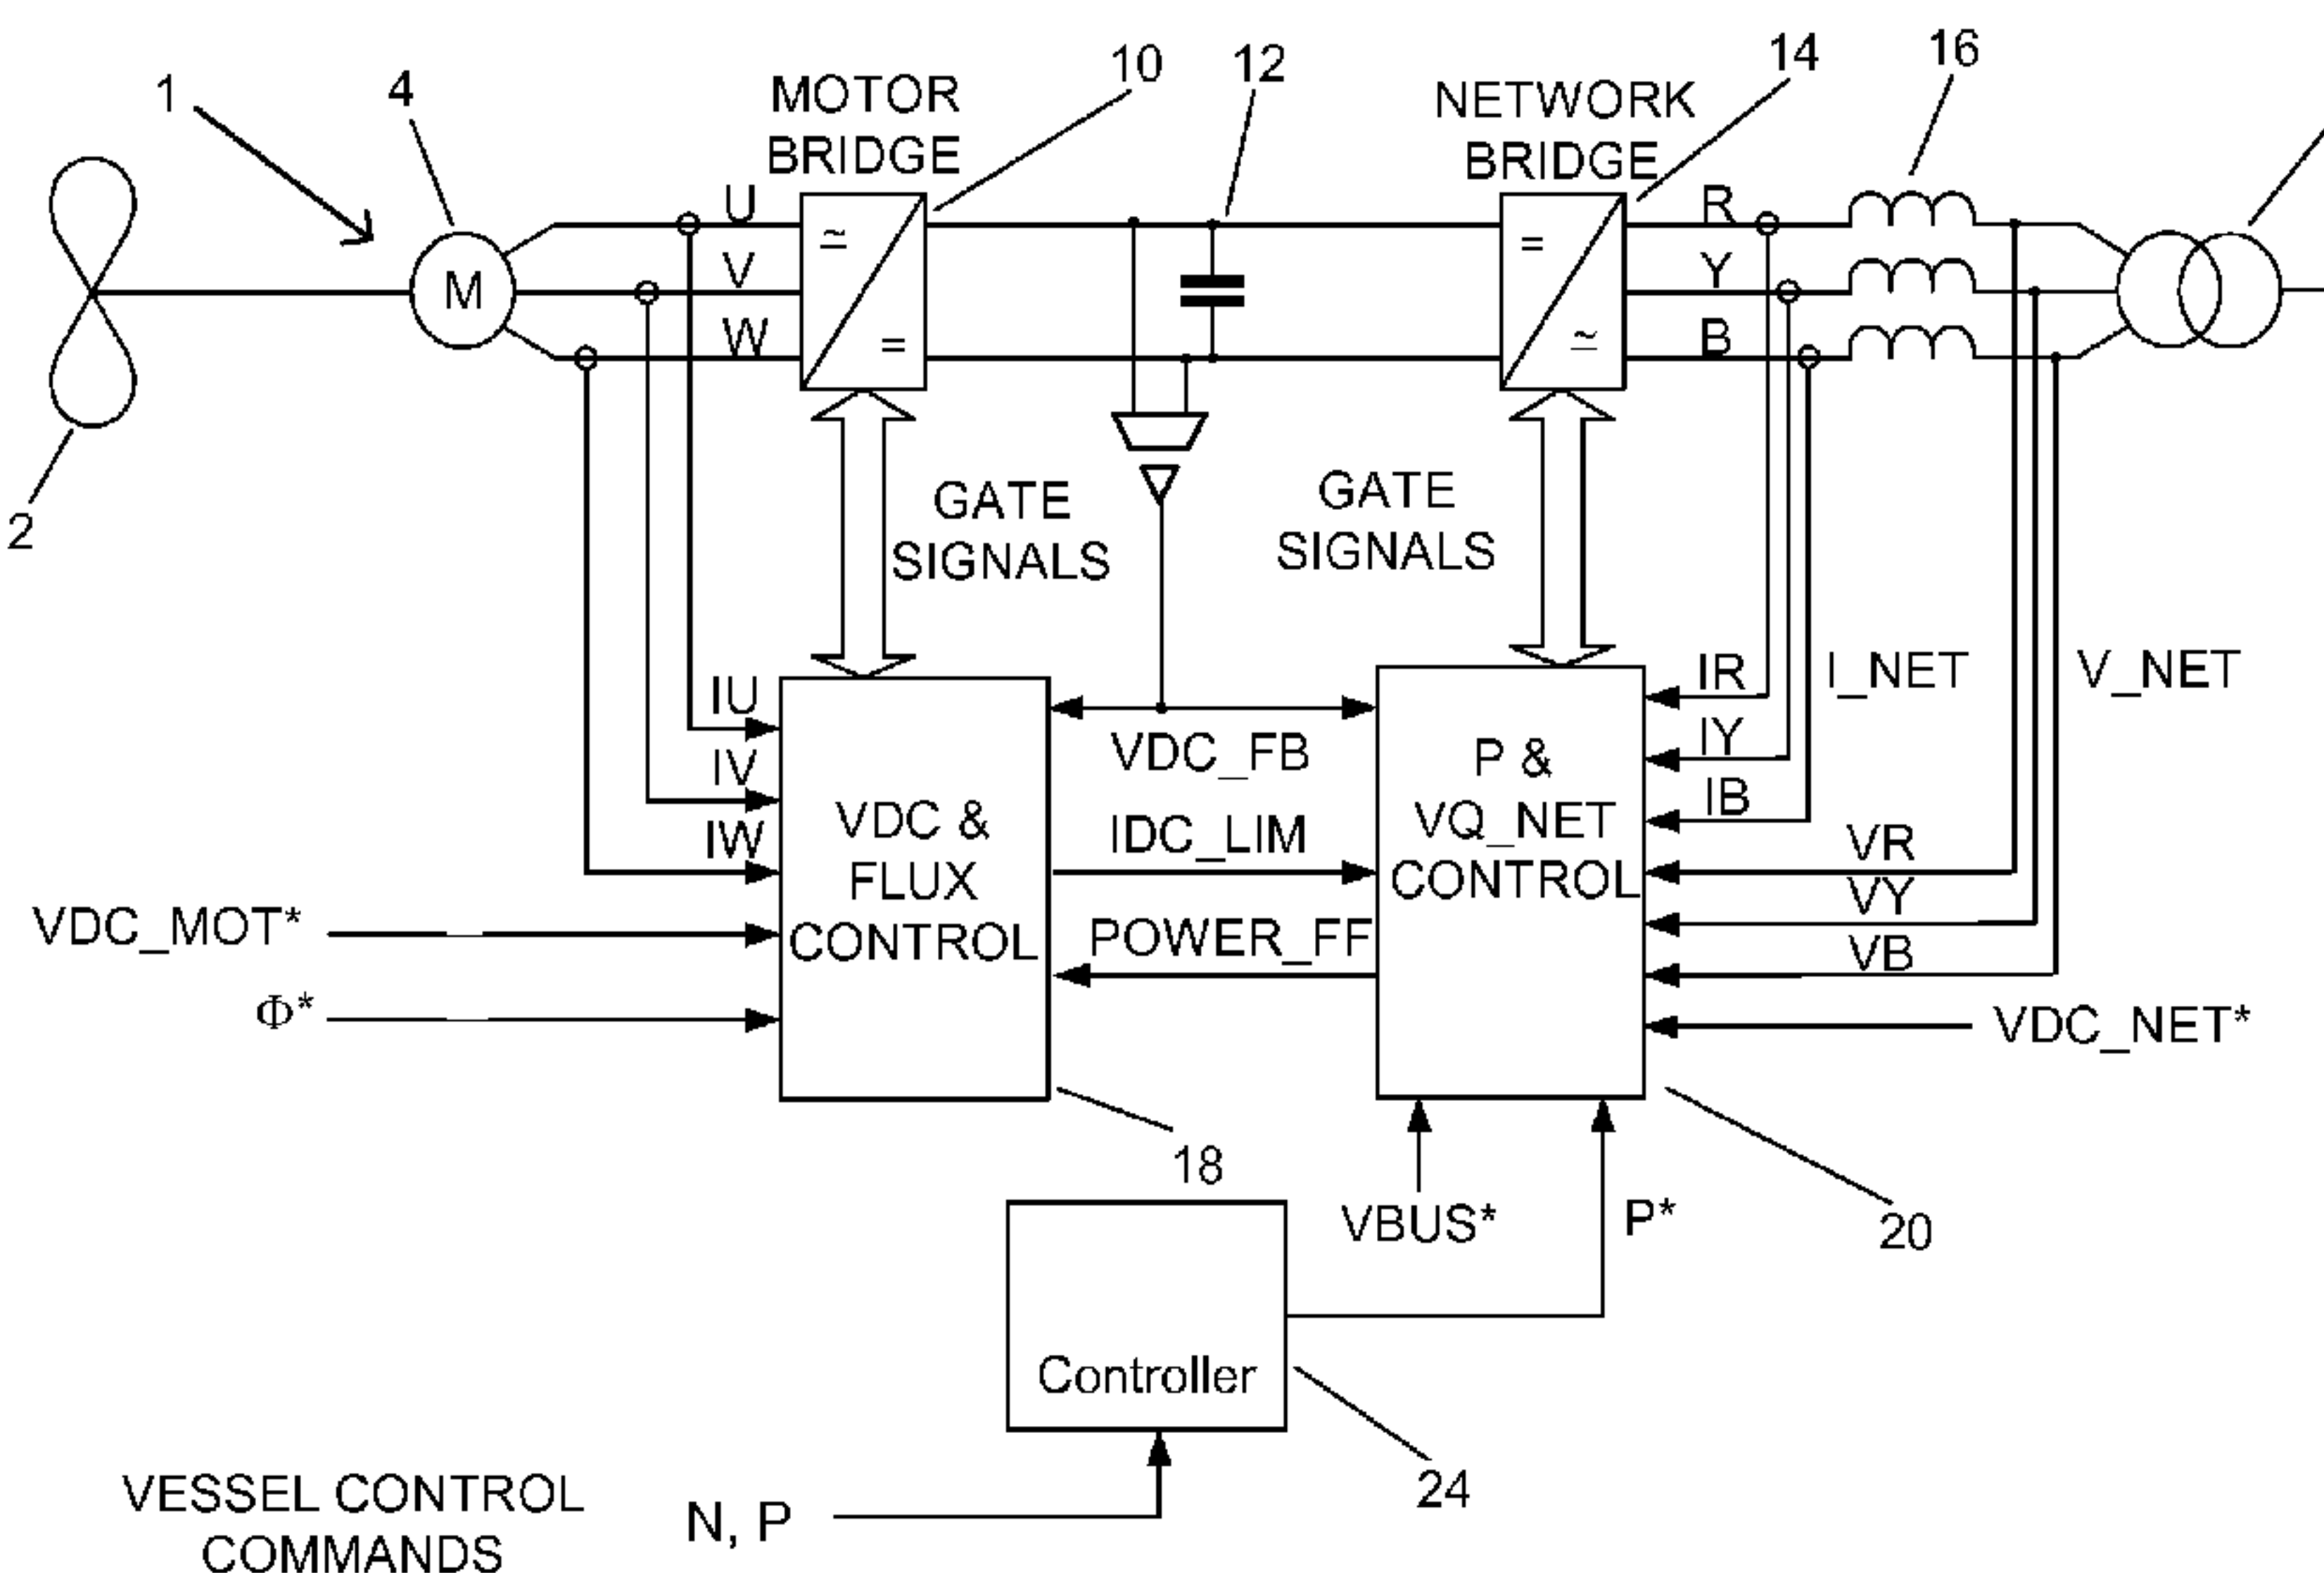 1
4
MOTOR
BRIDGE
10
12
NETWORK
BRIDGE
14
16
U
V
W
≃
=
=
≃
R
Y
B
M
2
GATE
SIGNALS
GATE
SIGNALS
IU
IV
IW
VDC_MOT*
Φ*
VDC &
FLUX
CONTROL
VDC_FB
IDC_LIM
POWER_FF
P &
VQ_NET
CONTROL
IR
IY
IB
I_NET
V_NET
VR
VY
VB
VDC_NET*
18
VBUS*
P*
20
Controller
24
VESSEL CONTROL
COMMANDS
N, P